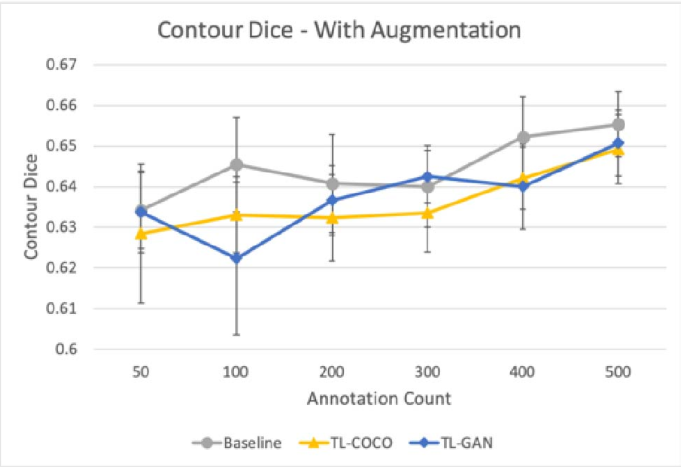 Contour Dice - With Augmentation
0.67
0.66
0.65
0.64
0.63
0.62
0.61
0.6
Contour Dice
50 100 200 300 400 500
Annotation Count
Baseline TL-COCO TL-GAN